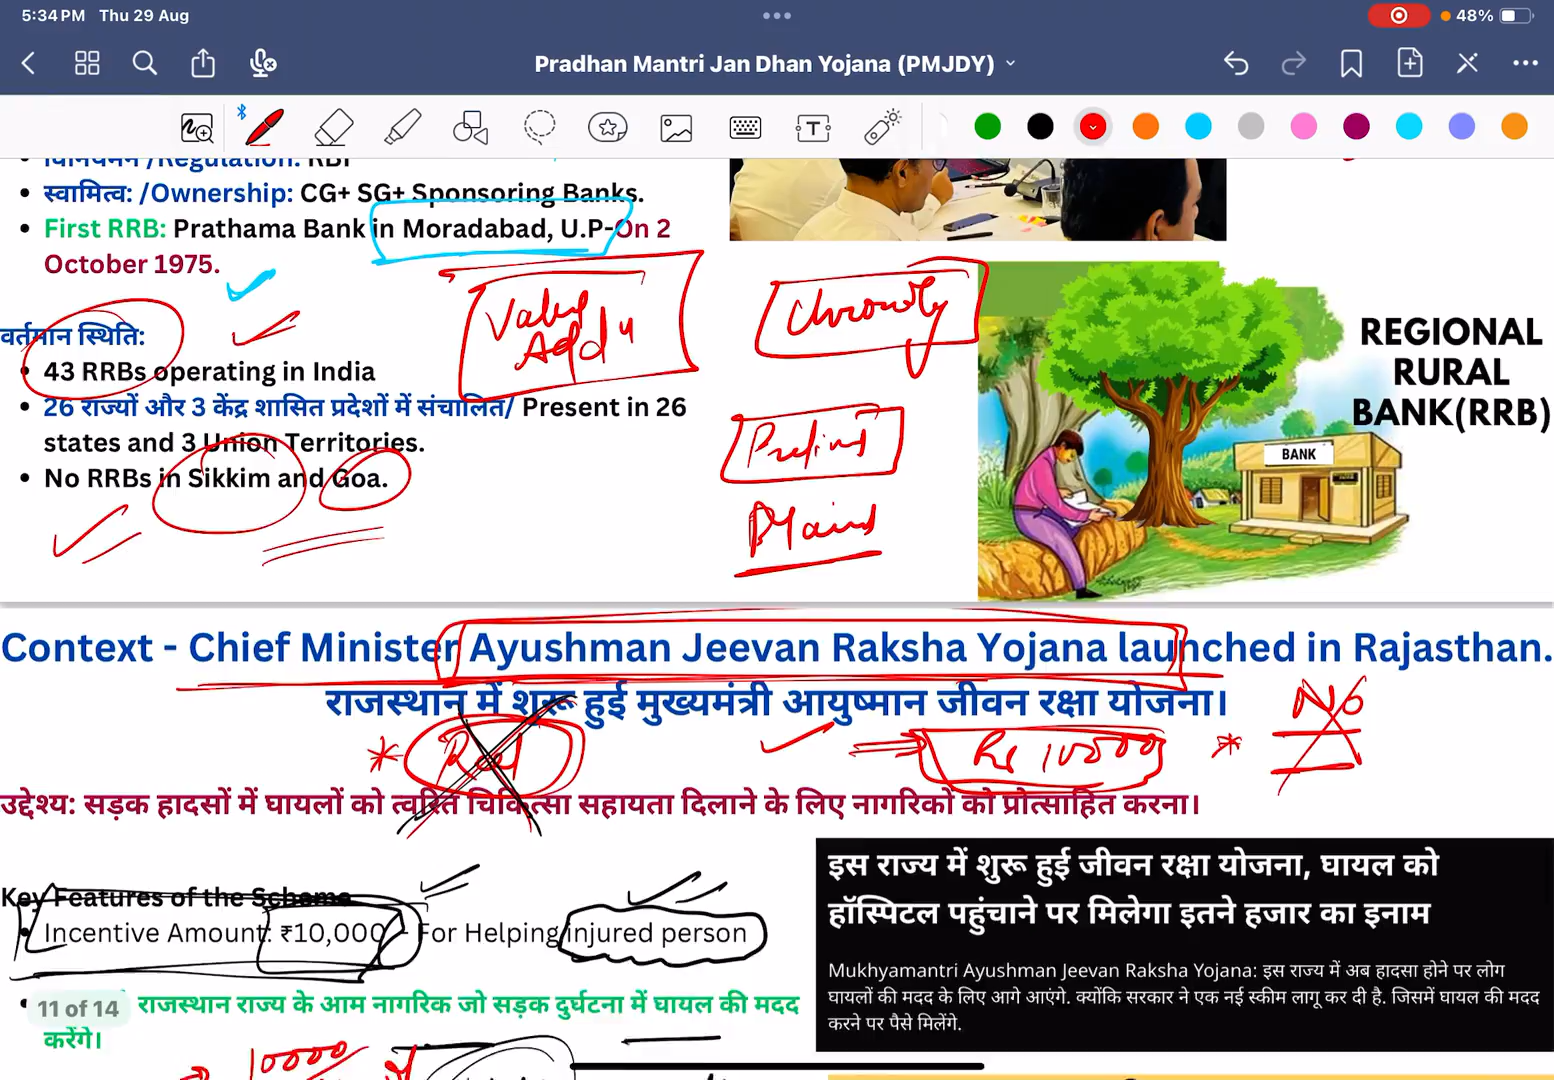 5:34 PM Thu 29 Aug
48%
Pradhan Mantri Jan Dhan Yojana (PMJDY)
विनियमन /Regulation: RBI
स्वामित्व: /Ownership: CG+ SG+ Sponsoring Banks.
First RRB: Prathama Bank in Moradabad, U.P-On 2
October 1975.
वर्तमान स्थिति:
43 RRBs operating in India
26 राज्यों और 3 केंद्र शासित प्रदेशों में संचालित/ Present in 26
states and 3 Union Territories.
No RRBs in Sikkim and Goa.
Value
Prelims
Mains
REGIONAL
RURAL
BANK(RRB)
BANK
Context - Chief Minister Ayushman Jeevan Raksha Yojana launched in Rajasthan.
राजस्थान में शुरू हुई मुख्यमंत्री आयुष्मान जीवन रक्षा योजना।
Rs 10000
No
उद्देश्य: सड़क हादसों में घायलों को त्वरित चिकित्सा सहायता दिलाने के लिए नागरिकों को प्रोत्साहित करना।
Key Features of the Scheme
Incentive Amount: ₹10,000 - For Helping injured person
11 of 14
राजस्थान राज्य के आम नागरिक जो सड़क दुर्घटना में घायल की मदद
करेंगे।
10000
इस राज्य में शुरू हुई जीवन रक्षा योजना, घायल को
हॉस्पिटल पहुंचाने पर मिलेगा इतने हजार का इनाम
Mukhyamantri Ayushman Jeevan Raksha Yojana: इस राज्य में अब हादसा होने पर लोग
घायलों की मदद के लिए आगे आएंगे. क्योंकि सरकार ने एक नई स्कीम लागू कर दी है. जिसमें घायल की मदद
करने पर पैसे मिलेंगे.